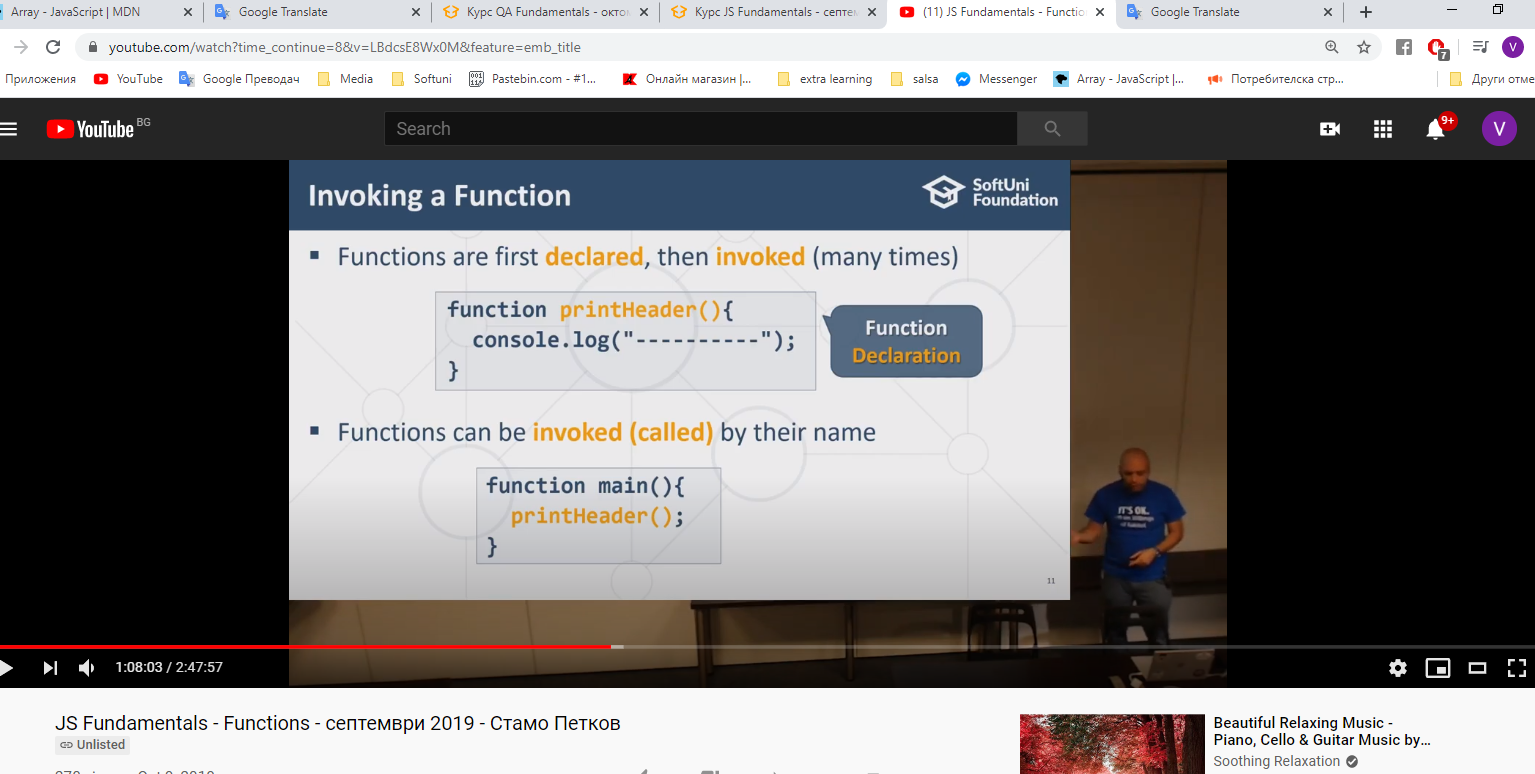 Array - JavaScript | MDN
Google Translate
Курс QA Fundamentals - октом
Курс JS Fundamentals - септем
(11) JS Fundamentals - Functio
Google Translate
youtube.com/watch?time_continue=8&v=LBdcsE8Wx0M&feature=emb_title
7
V
Приложения
YouTube
Google Преводач
Media
Softuni
Pastebin.com - #1...
Онлайн магазин |...
extra learning
salsa
Messenger
Array - JavaScript |...
Потребителска стр...
Други отме
YouTube BG
Search
9+
V
Invoking a Function
SoftUni
Foundation
▪ Functions are first declared, then invoked (many times)
function printHeader(){
console.log("----------");
}
Function
Declaration
▪ Functions can be invoked (called) by their name
function main(){
printHeader();
}
11
IT'S OK.
1:08:03 / 2:47:57
JS Fundamentals - Functions - септември 2019 - Стамо Петков
Unlisted
Beautiful Relaxing Music -
Piano, Cello & Guitar Music by...
Soothing Relaxation